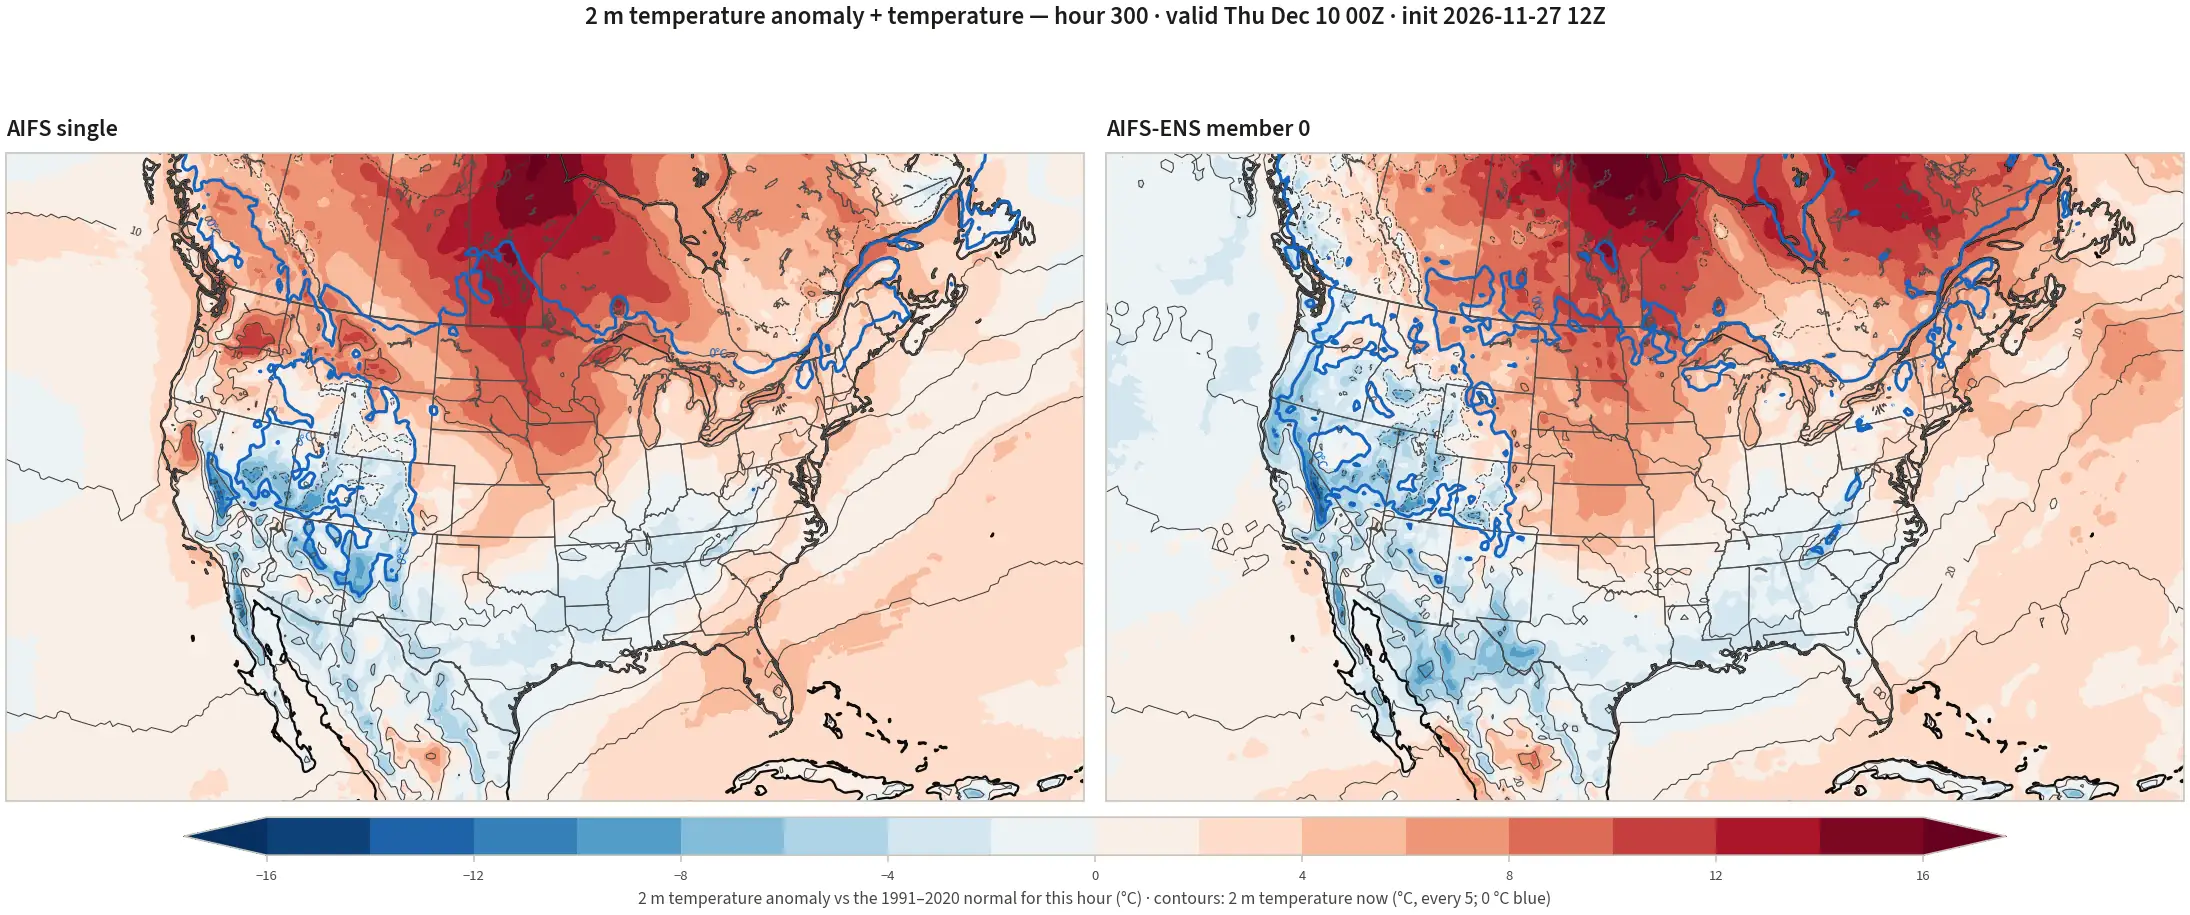 2 m temperature anomaly + temperature — hour 300 · valid Thu Dec 10 00Z · init 2026-11-27 12Z
AIFS single
AIFS-ENS member 0
10
0°C
10
20
−16
−12
−8
−4
0
4
8
12
16
2 m temperature anomaly vs the 1991–2020 normal for this hour (°C) · contours: 2 m temperature now (°C, every 5; 0 °C blue)